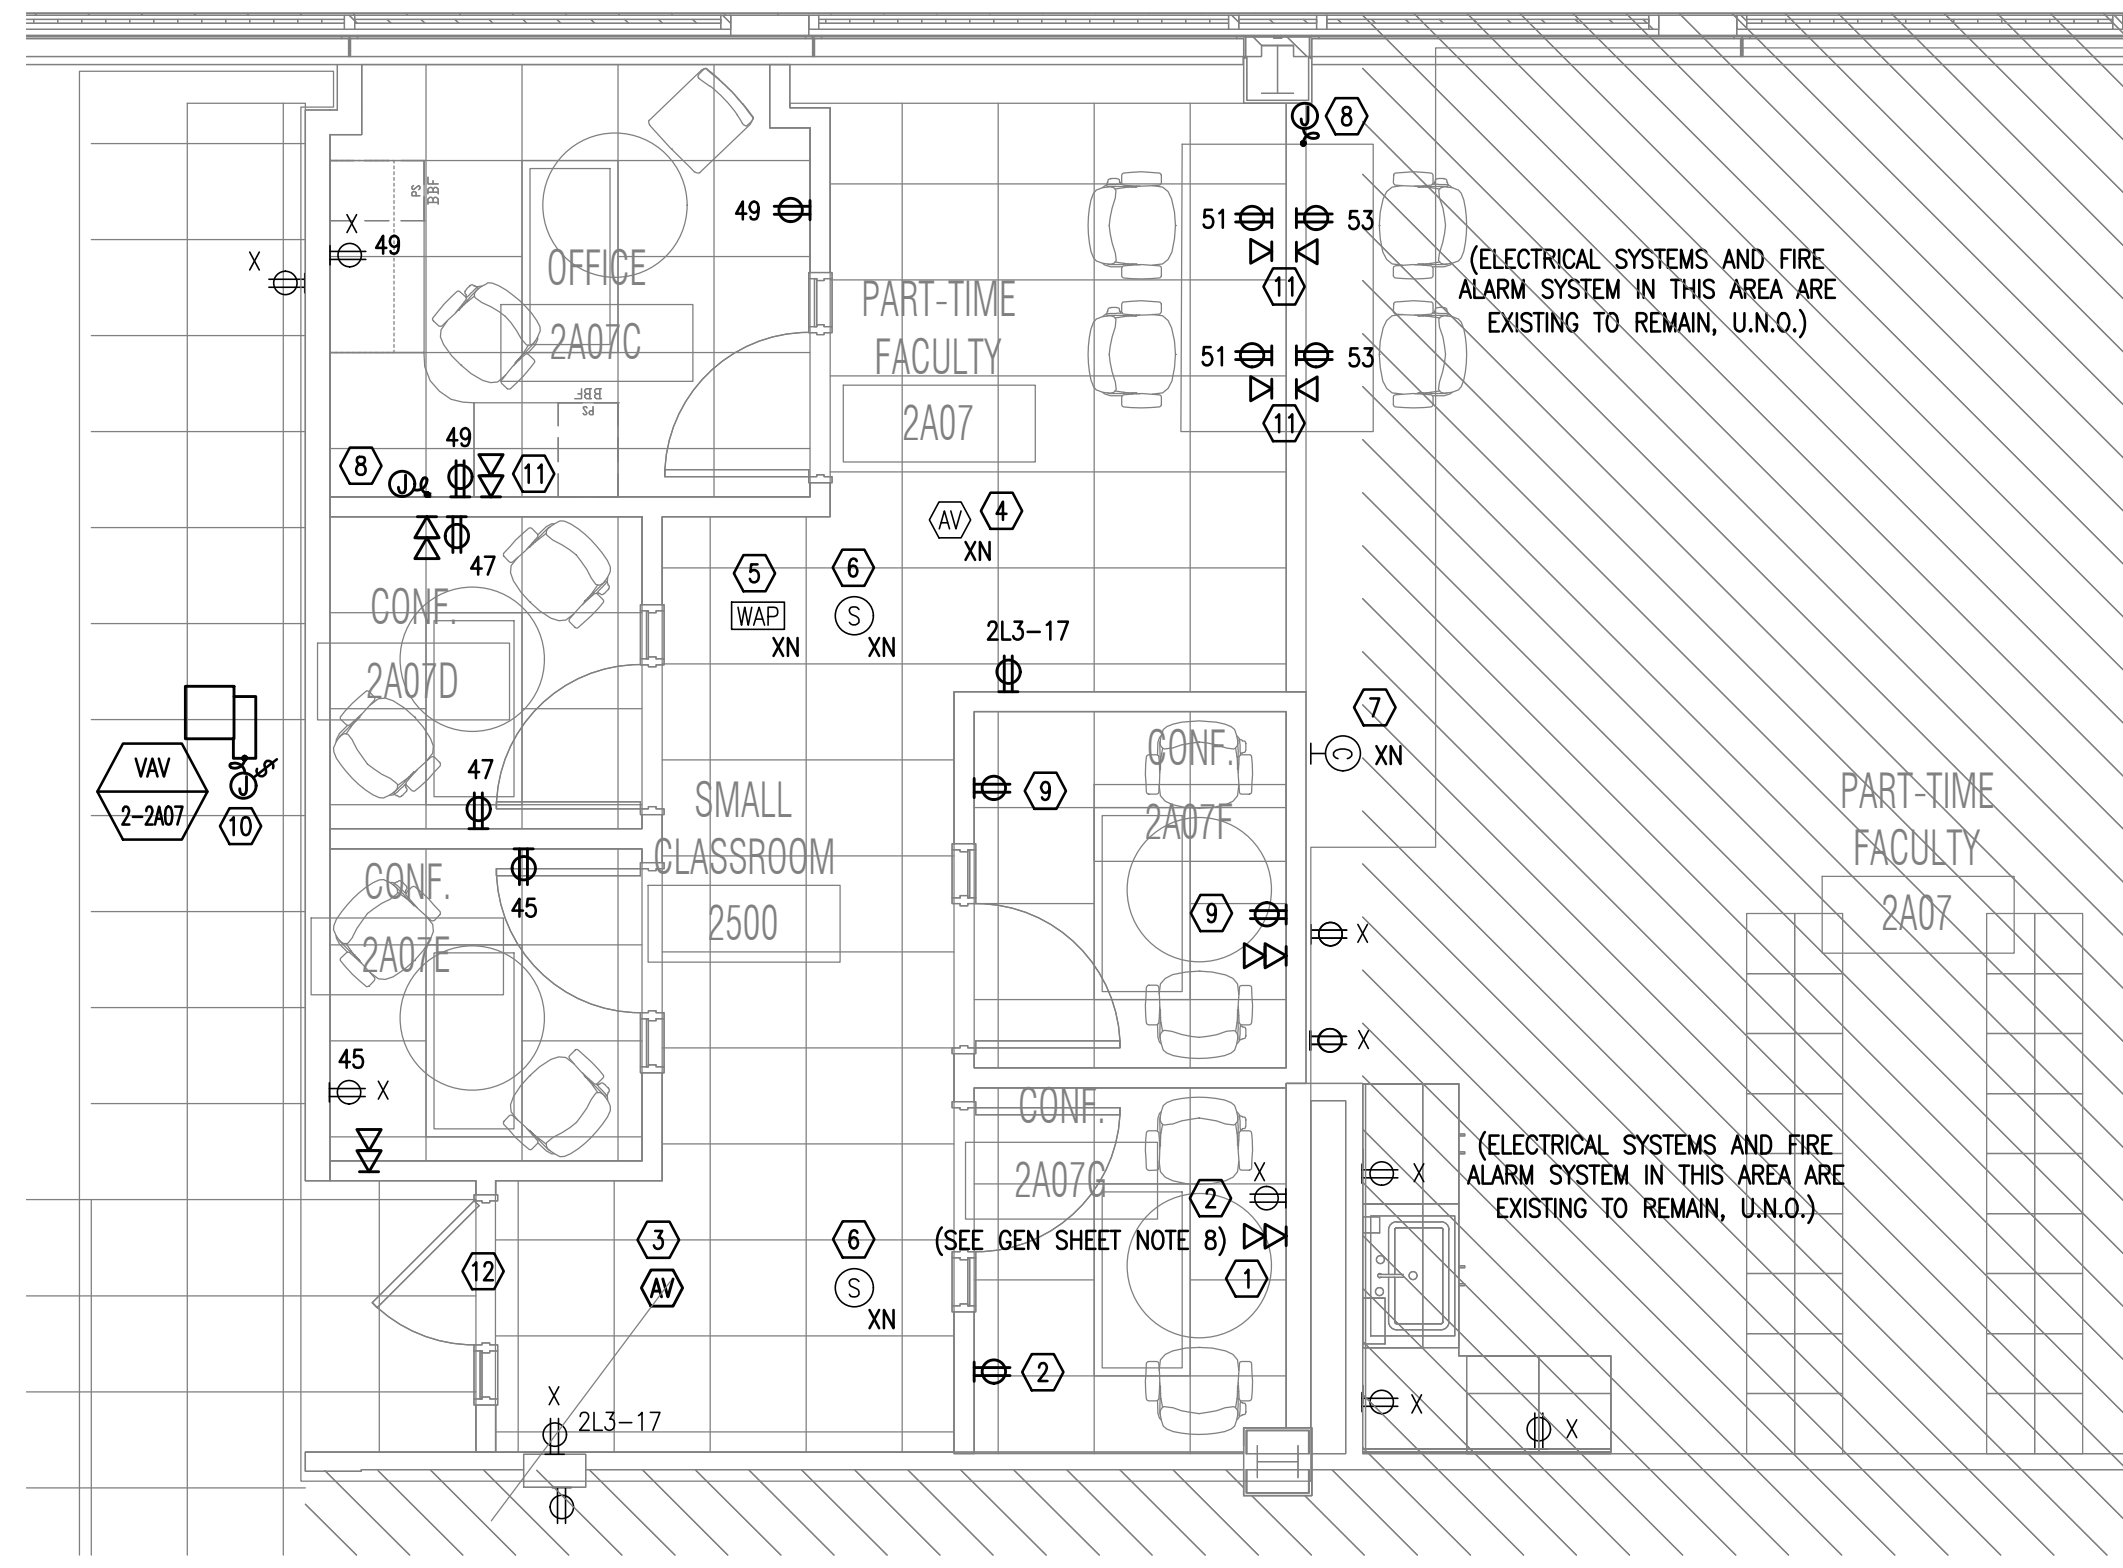 J
8
PS
BBF
X
49
49
X
51
53
11
OFFICE
2A07C
PART-TIME
FACULTY
2A07
(ELECTRICAL SYSTEMS AND FIRE
ALARM SYSTEM IN THIS AREA ARE
EXISTING TO REMAIN, U.N.O.)
51
53
11
BBF
PS
49
8
J
11
AV
4
XN
47
5
WAP
XN
6
S
XN
CONF.
2A07D
2L3-17
7
C
XN
VAV
2-2A07
J
10
47
SMALL
CLASSROOM
2500
9
CONF.
2A07F
PART-TIME
FACULTY
2A07
45
CONF.
2A07E
9
X
X
45
X
CONF.
2A07G
X
2
(SEE GEN SHEET NOTE 8)
1
X
(ELECTRICAL SYSTEMS AND FIRE
ALARM SYSTEM IN THIS AREA ARE
EXISTING TO REMAIN, U.N.O.)
12
3
AV
6
S
XN
2
X
X
X
2L3-17